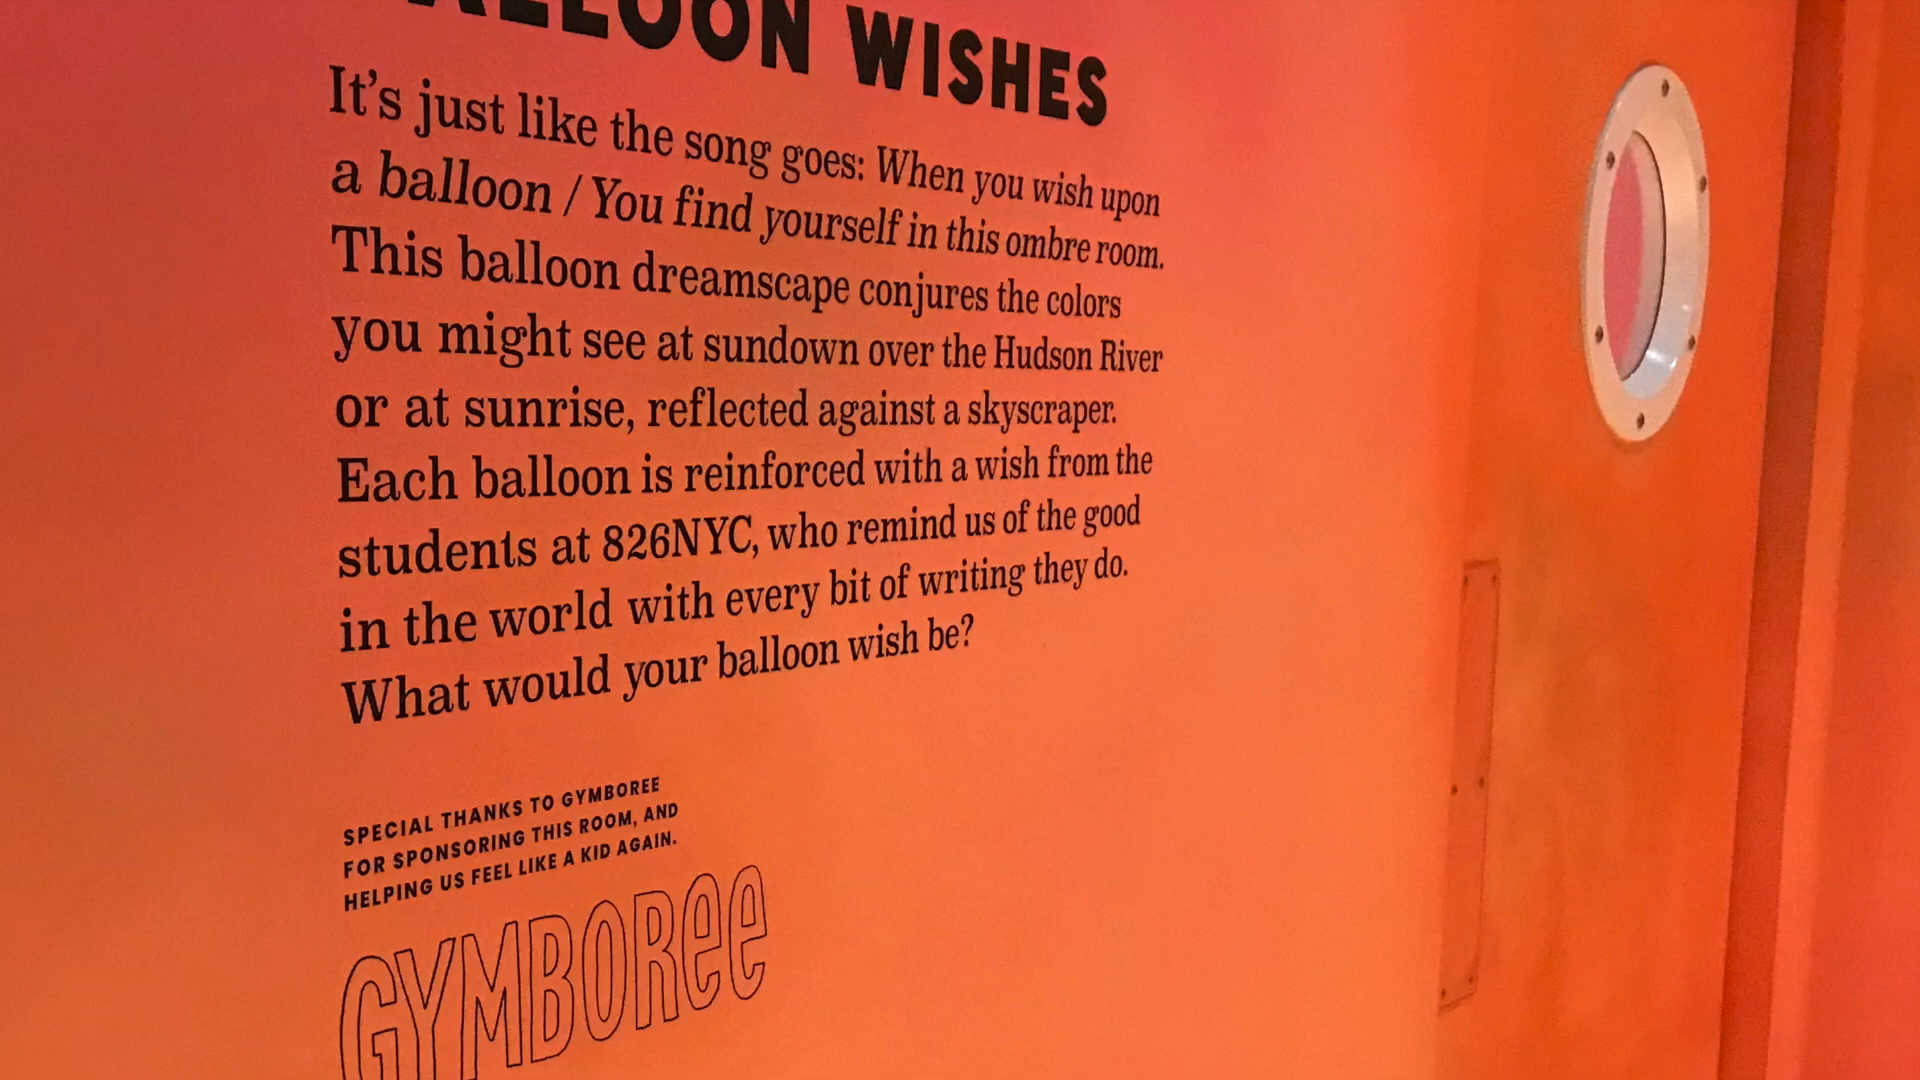 BALLOON WISHES
It's just like the song goes: When you wish upon
a balloon / You find yourself in this ombre room.
This balloon dreamscape conjures the colors
you might see at sundown over the Hudson River
or at sunrise, reflected against a skyscraper.
Each balloon is reinforced with a wish from the
students at 826NYC, who remind us of the good
in the world with every bit of writing they do.
What would your balloon wish be?
SPECIAL THANKS TO GYMBOREE
FOR SPONSORING THIS ROOM, AND
HELPING US FEEL LIKE A KID AGAIN.
GYMBOREE